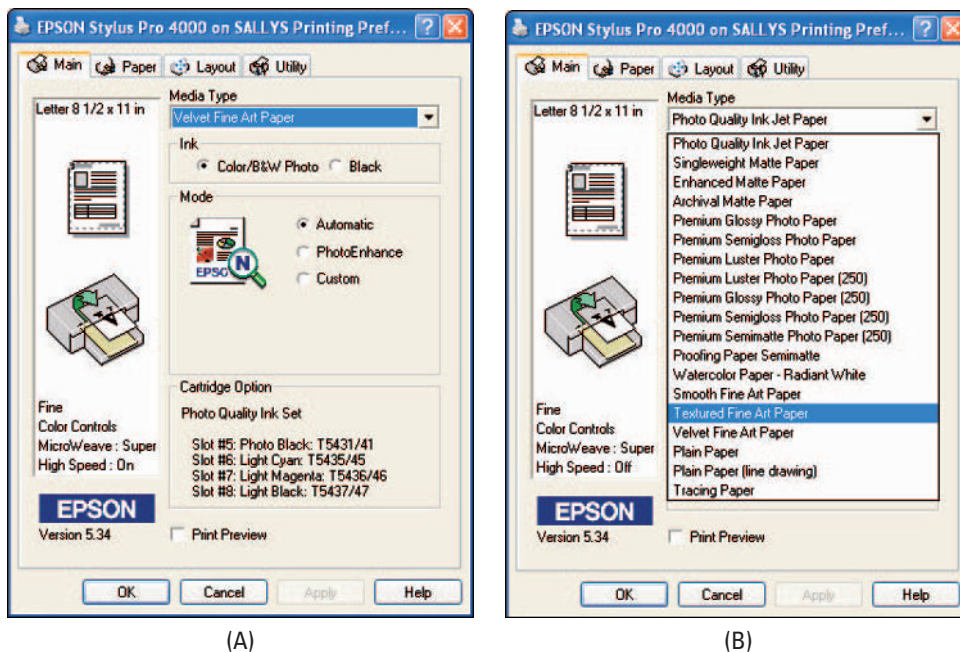 EPSON Stylus Pro 4000 on SALLYS Printing Pref...
Main
Paper
Layout
Utility
Letter 8 1/2 x 11 in
Media Type
Velvet Fine Art Paper
Ink
Color/B&W Photo
Black
Mode
EPSON
N
Automatic
PhotoEnhance
Custom
Cartridge Option
Photo Quality Ink Set
Slot #5: Photo Black: T5431/41
Slot #6: Light Cyan: T5435/45
Slot #7: Light Magenta: T5436/46
Slot #8: Light Black: T5437/47
Fine
Color Controls
MicroWeave : Super
High Speed : On
EPSON
Version 5.34
Print Preview
OK
Cancel
Apply
Help
(A)
EPSON Stylus Pro 4000 on SALLYS Printing Pref...
Main
Paper
Layout
Utility
Letter 8 1/2 x 11 in
Media Type
Photo Quality Ink Jet Paper
Photo Quality Ink Jet Paper
Singleweight Matte Paper
Enhanced Matte Paper
Archival Matte Paper
Premium Glossy Photo Paper
Premium Semigloss Photo Paper
Premium Luster Photo Paper
Premium Luster Photo Paper (250)
Premium Glossy Photo Paper (250)
Premium Semigloss Photo Paper (250)
Premium Semimatte Photo Paper (250)
Proofing Paper Semimatte
Watercolor Paper - Radiant White
Smooth Fine Art Paper
Textured Fine Art Paper
Velvet Fine Art Paper
Plain Paper
Plain Paper (line drawing)
Tracing Paper
Fine
Color Controls
MicroWeave : Super
High Speed : Off
EPSON
Version 5.34
Print Preview
OK
Cancel
Apply
Help
(B)